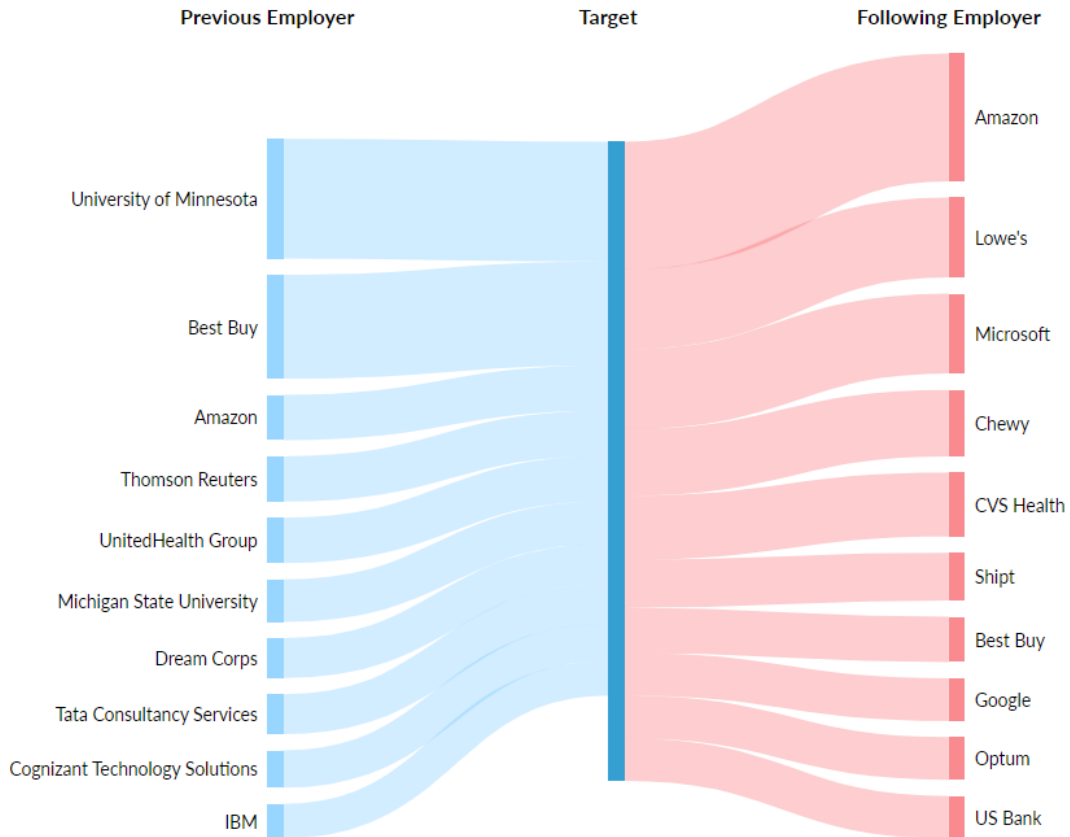 Previous Employer
Target
Following Employer
University of Minnesota
Best Buy
Amazon
Thomson Reuters
UnitedHealth Group
Michigan State University
Dream Corps
Tata Consultancy Services
Cognizant Technology Solutions
IBM
Amazon
Lowe's
Microsoft
Chewy
CVS Health
Shipt
Best Buy
Google
Optum
US Bank